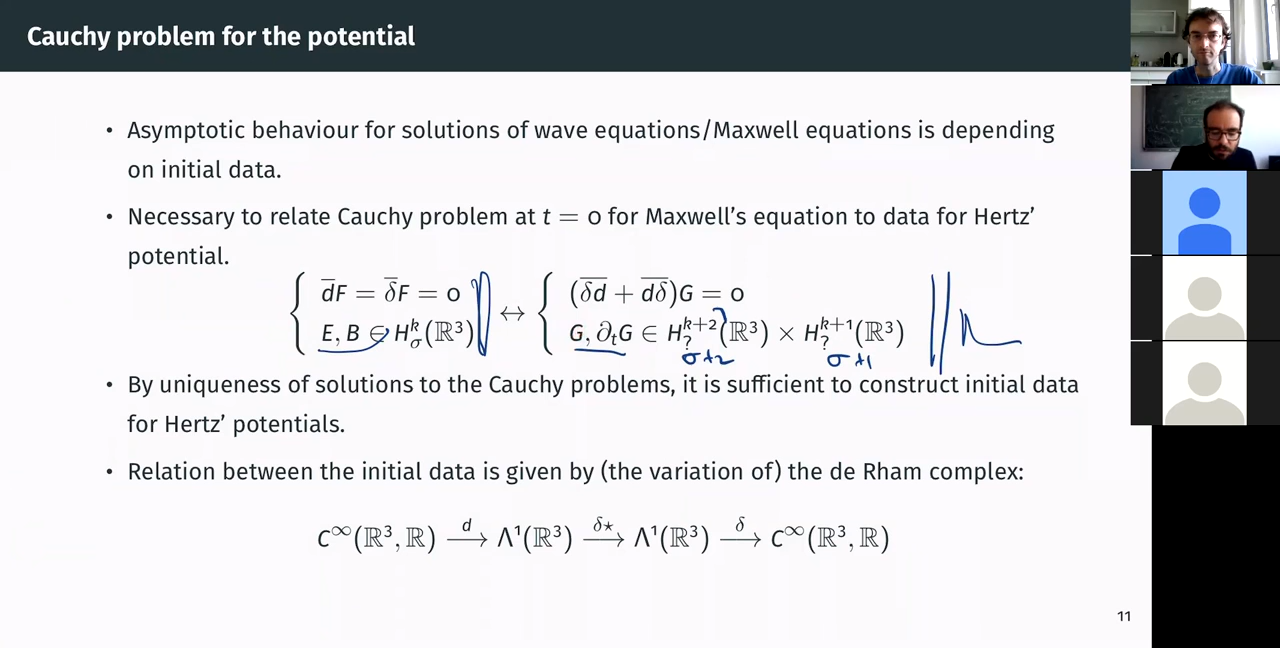 Cauchy problem for the potential
• Asymptotic behaviour for solutions of wave equations/Maxwell equations is depending
on initial data.
• Necessary to relate Cauchy problem at t = 0 for Maxwell's equation to data for Hertz'
potential.
{ d̅F = δ̅F = 0 ↔ { (δ̅d̅ + d̅δ̅)G = 0
E, B ∈ H^k_σ(ℝ³) G, ∂_tG ∈ H^{k+2}_?(ℝ³) × H^{k+1}_?(ℝ³)
σ+2 σ+1
• By uniqueness of solutions to the Cauchy problems, it is sufficient to construct initial data
for Hertz' potentials.
• Relation between the initial data is given by (the variation of) the de Rham complex:
C^∞(ℝ³, ℝ) —d→ Λ¹(ℝ³) —δ⋆→ Λ¹(ℝ³) —δ→ C^∞(ℝ³, ℝ)
11